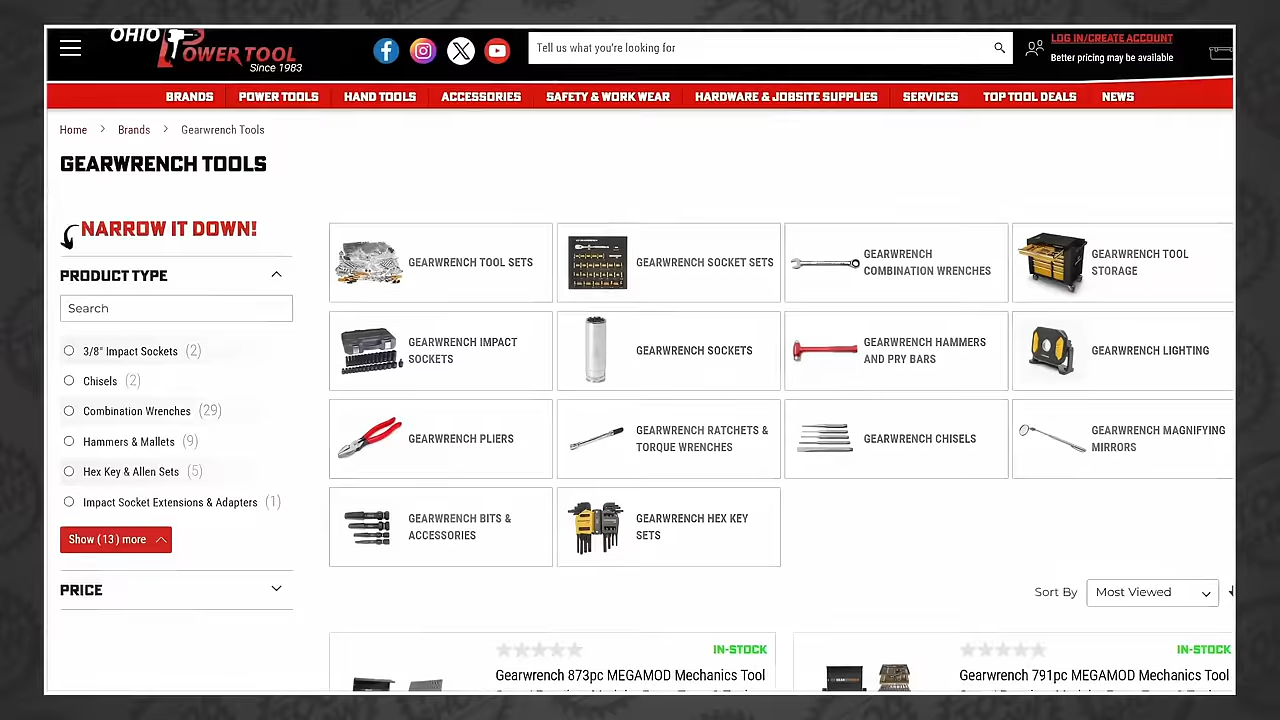 OHIO
POWER TOOL
Since 1983
Tell us what you're looking for
LOG IN/CREATE ACCOUNT
Better pricing may be available
BRANDS
POWER TOOLS
HAND TOOLS
ACCESSORIES
SAFETY & WORK WEAR
HARDWARE & JOBSITE SUPPLIES
SERVICES
TOP TOOL DEALS
NEWS
Home > Brands > Gearwrench Tools
GEARWRENCH TOOLS
NARROW IT DOWN!
PRODUCT TYPE
Search
3/8" Impact Sockets (2)
Chisels (2)
Combination Wrenches (29)
Hammers & Mallets (9)
Hex Key & Allen Sets (5)
Impact Socket Extensions & Adapters (1)
Show (13) more
PRICE
GEARWRENCH TOOL SETS
GEARWRENCH SOCKET SETS
GEARWRENCH
COMBINATION WRENCHES
GEARWRENCH TOOL
STORAGE
GEARWRENCH IMPACT
SOCKETS
GEARWRENCH SOCKETS
GEARWRENCH HAMMERS
AND PRY BARS
GEARWRENCH LIGHTING
GEARWRENCH PLIERS
GEARWRENCH RATCHETS &
TORQUE WRENCHES
GEARWRENCH CHISELS
GEARWRENCH MAGNIFYING
MIRRORS
GEARWRENCH BITS &
ACCESSORIES
GEARWRENCH HEX KEY
SETS
Sort By
Most Viewed
IN-STOCK
Gearwrench 873pc MEGAMOD Mechanics Tool
IN-STOCK
Gearwrench 791pc MEGAMOD Mechanics Tool